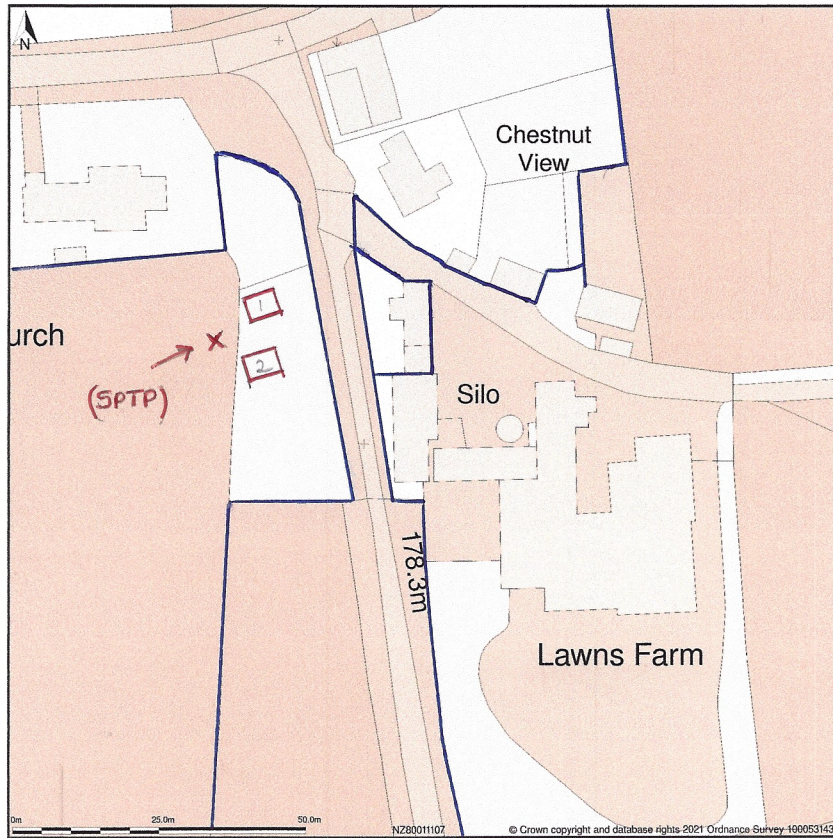 N
Chestnut
View
urch
1
2
(SPTP)
X
Silo
178.3m
Lawns Farm
0m
25.0m
50.0m
NZ80011107
© Crown copyright and database rights 2021 Ordnance Survey 100053143